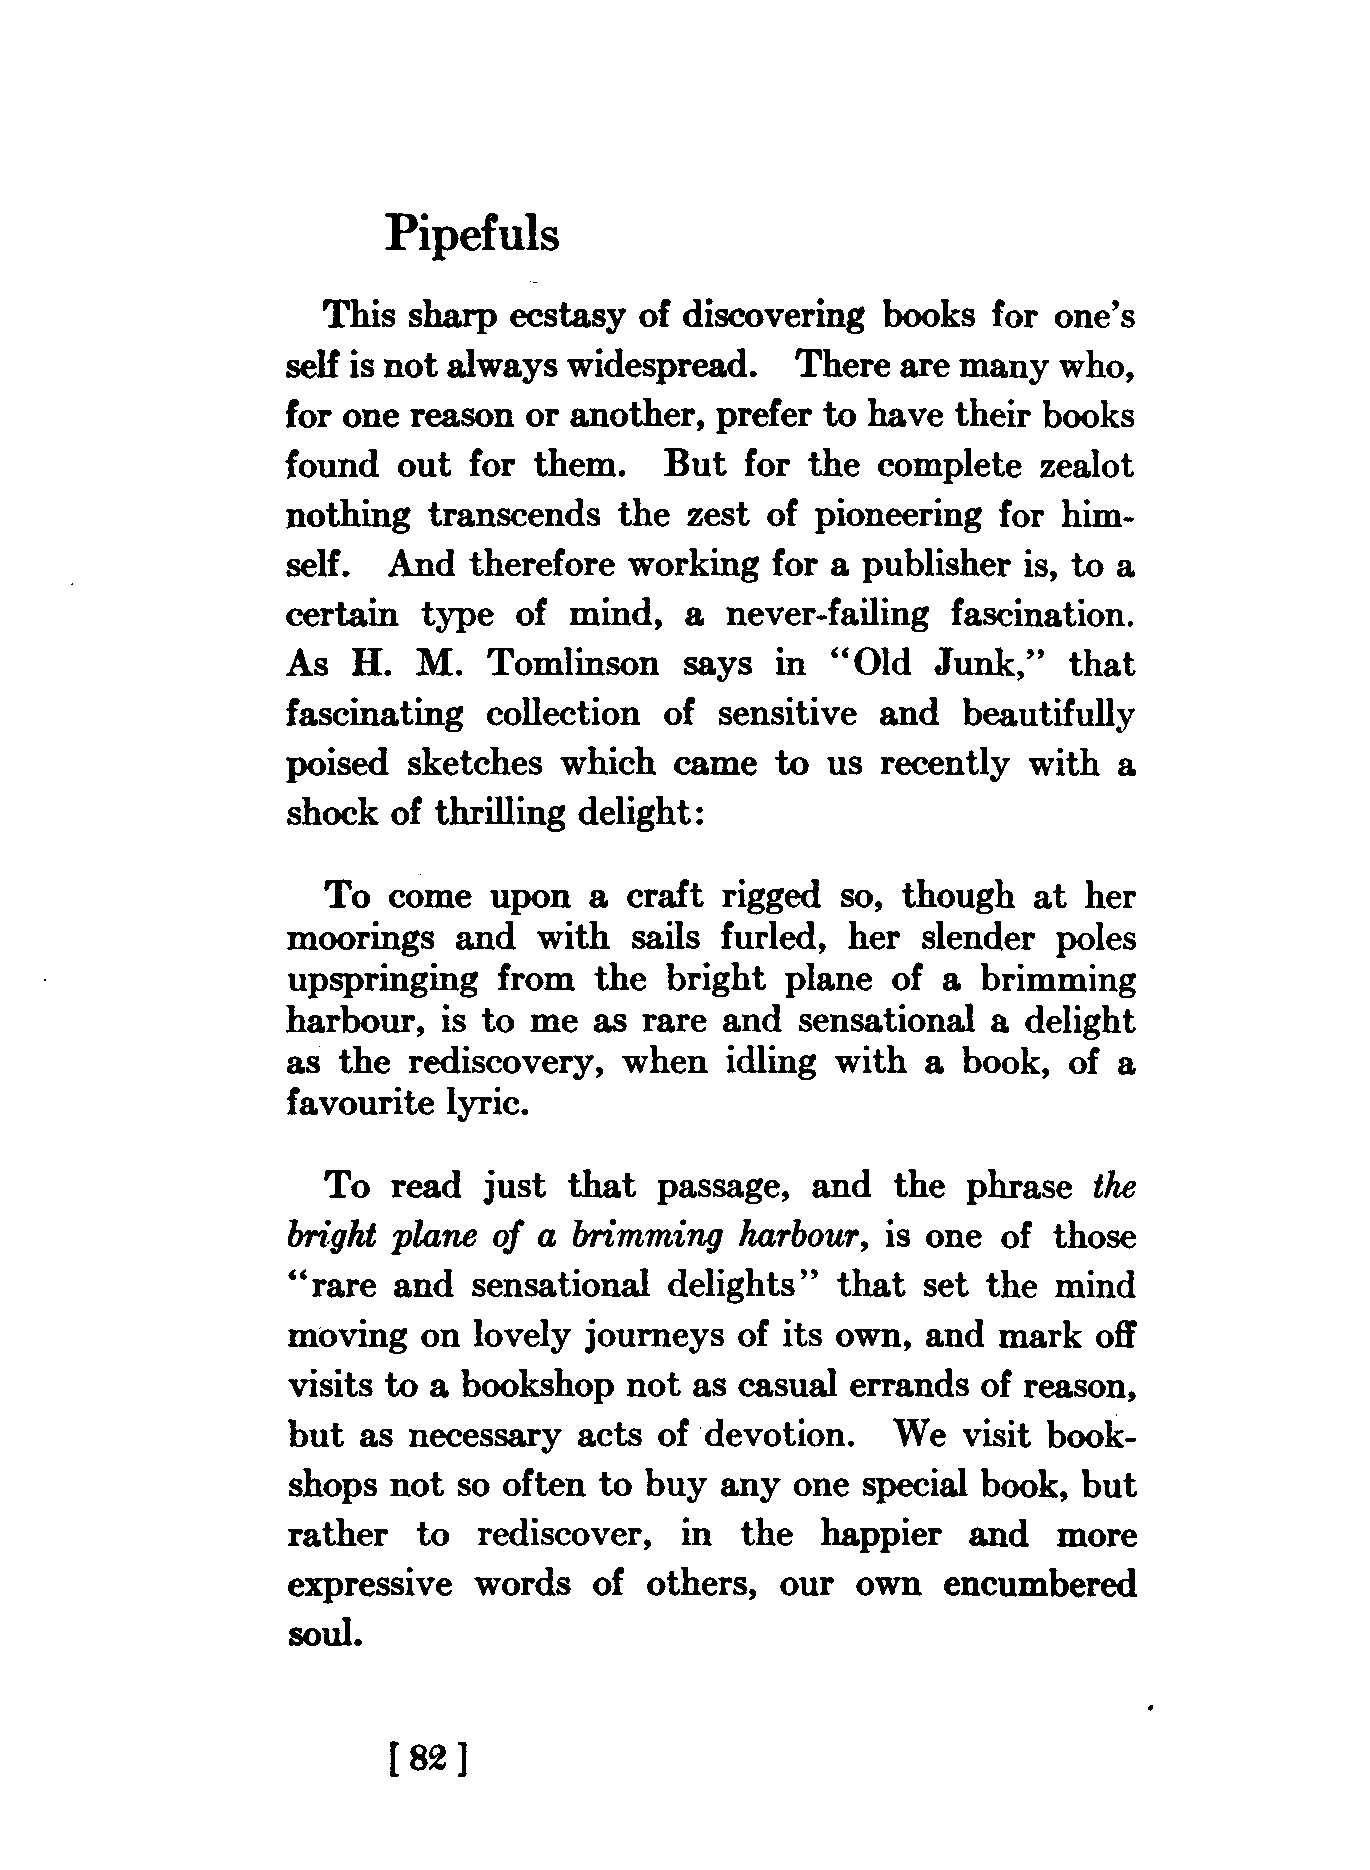 Pipefuls
This sharp ecstasy of discovering books for one's
self is not always widespread. There are many who,
for one reason or another, prefer to have their books
found out for them. But for the complete zealot
nothing transcends the zest of pioneering for him-
self. And therefore working for a publisher is, to a
certain type of mind, a never-failing fascination.
As H. M. Tomlinson says in “Old Junk,” that
fascinating collection of sensitive and beautifully
poised sketches which came to us recently with a
shock of thrilling delight:
To come upon a craft rigged so, though at her
moorings and with sails furled, her slender poles
upspringing from the bright plane of a brimming
harbour, is to me as rare and sensational a delight
as the rediscovery, when idling with a book, of a
favourite lyric.
To read just that passage, and the phrase the
bright plane of a brimming harbour, is one of those
“rare and sensational delights” that set the mind
moving on lovely journeys of its own, and mark off
visits to a bookshop not as casual errands of reason,
but as necessary acts of devotion. We visit book-
shops not so often to buy any one special book, but
rather to rediscover, in the happier and more
expressive words of others, our own encumbered
soul.
[ 82 ]